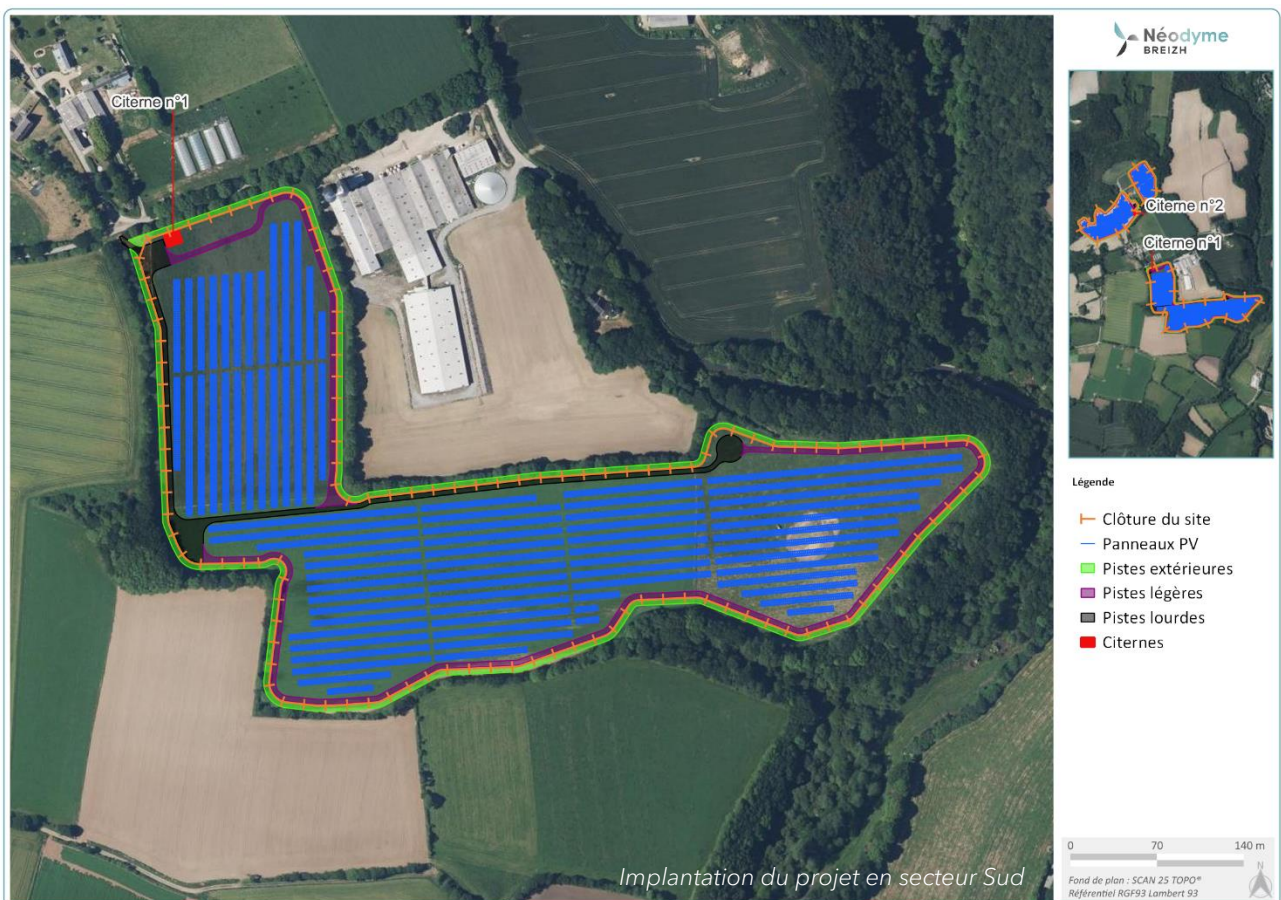 Citerne n°1
Implantation du projet en secteur Sud
Néodyme
BREIZH
Citerne n°2
Citerne n°1
Légende
Clôture du site
Panneaux PV
Pistes extérieures
Pistes légères
Pistes lourdes
Citernes
0 70 140 m
N
Fond de plan : SCAN 25 TOPO®
Référentiel RGF93 Lambert 93